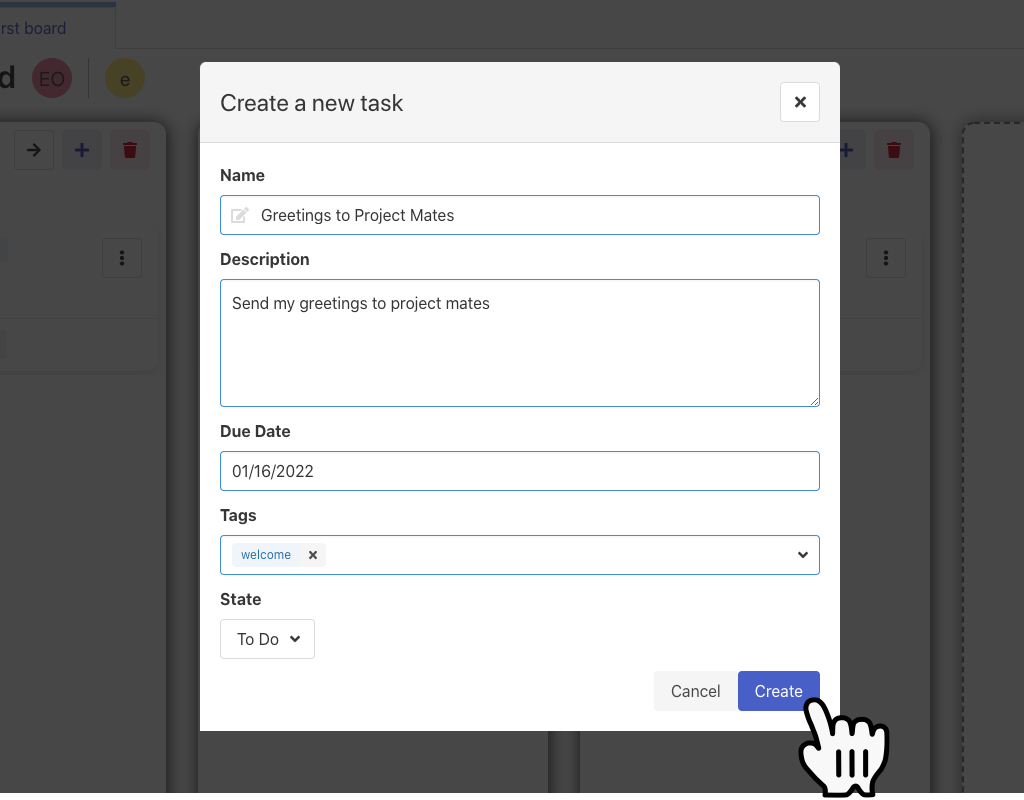 rst board
d EO e
Create a new task
Name
Greetings to Project Mates
Description
Send my greetings to project mates
Due Date
01/16/2022
Tags
welcome
State
To Do
Cancel Create